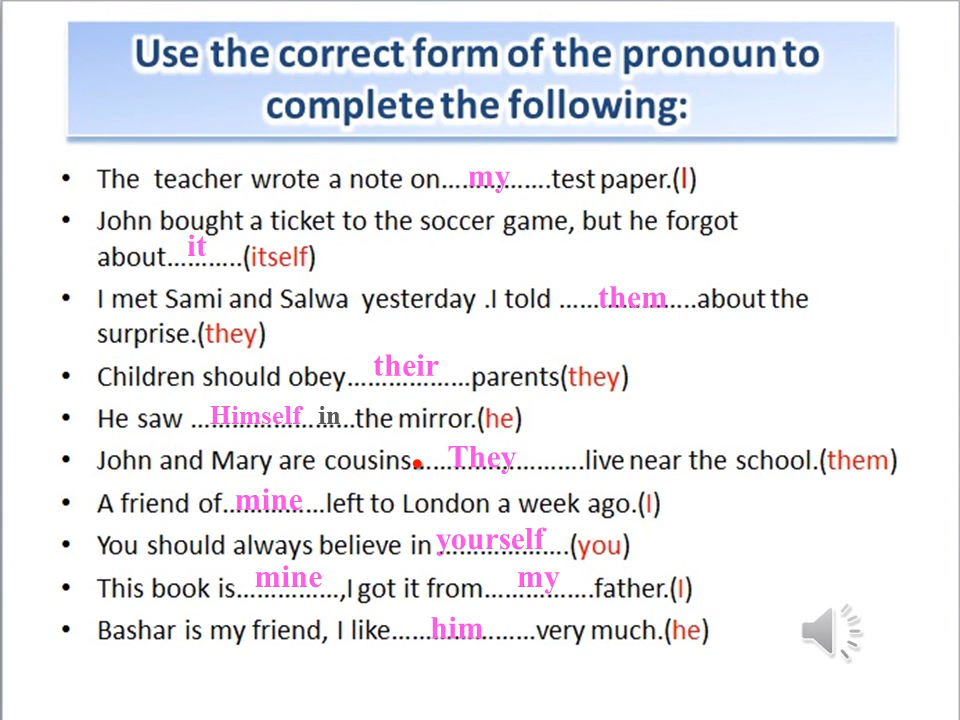 Use the correct form of the pronoun to
complete the following:
• The teacher wrote a note on......my..........test paper.(I)
• John bought a ticket to the soccer game, but he forgot
about...it........(itself)
• I met Sami and Salwa yesterday .I told ......them..........about the
surprise.(they)
• Children should obey......their............parents(they)
• He saw ...Himself in...the mirror.(he)
• John and Mary are cousins.......They............live near the school.(them)
• A friend of...mine......left to London a week ago.(I)
• You should always believe in yourself......(you)
• This book is...mine......,I got it from......my......father.(I)
• Bashar is my friend, I like......him.........very much.(he)